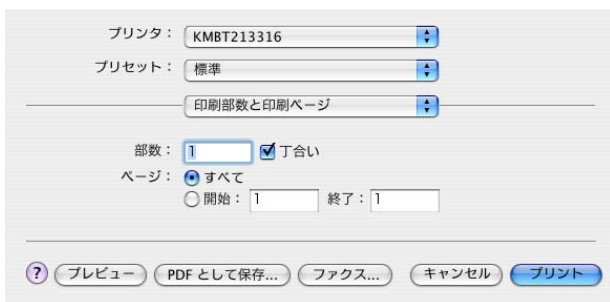 プリンタ： KMBT213316
プリセット： 標準
印刷部数と印刷ページ
部数： 1 丁合い
ページ： すべて
開始： 1 終了： 1
? プレビュー PDF として保存... ファクス... キャンセル プリント